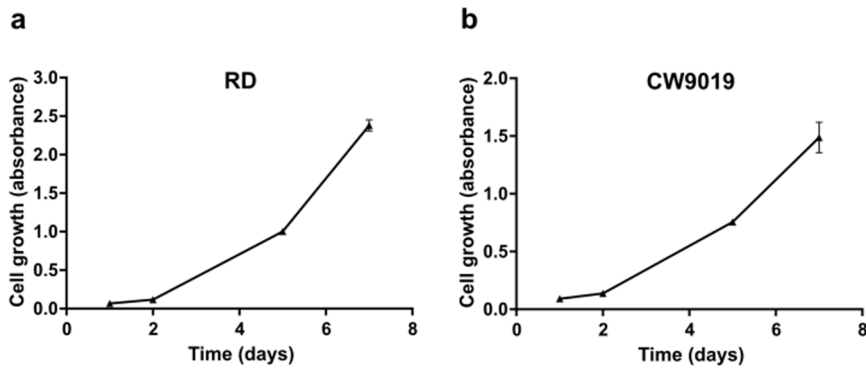 a
RD
Cell growth (absorbance)
3.0
2.5
2.0
1.5
1.0
0.5
0.0
0 2 4 6 8
Time (days)
b
CW9019
Cell growth (absorbance)
2.0
1.5
1.0
0.5
0.0
0 2 4 6 8
Time (days)